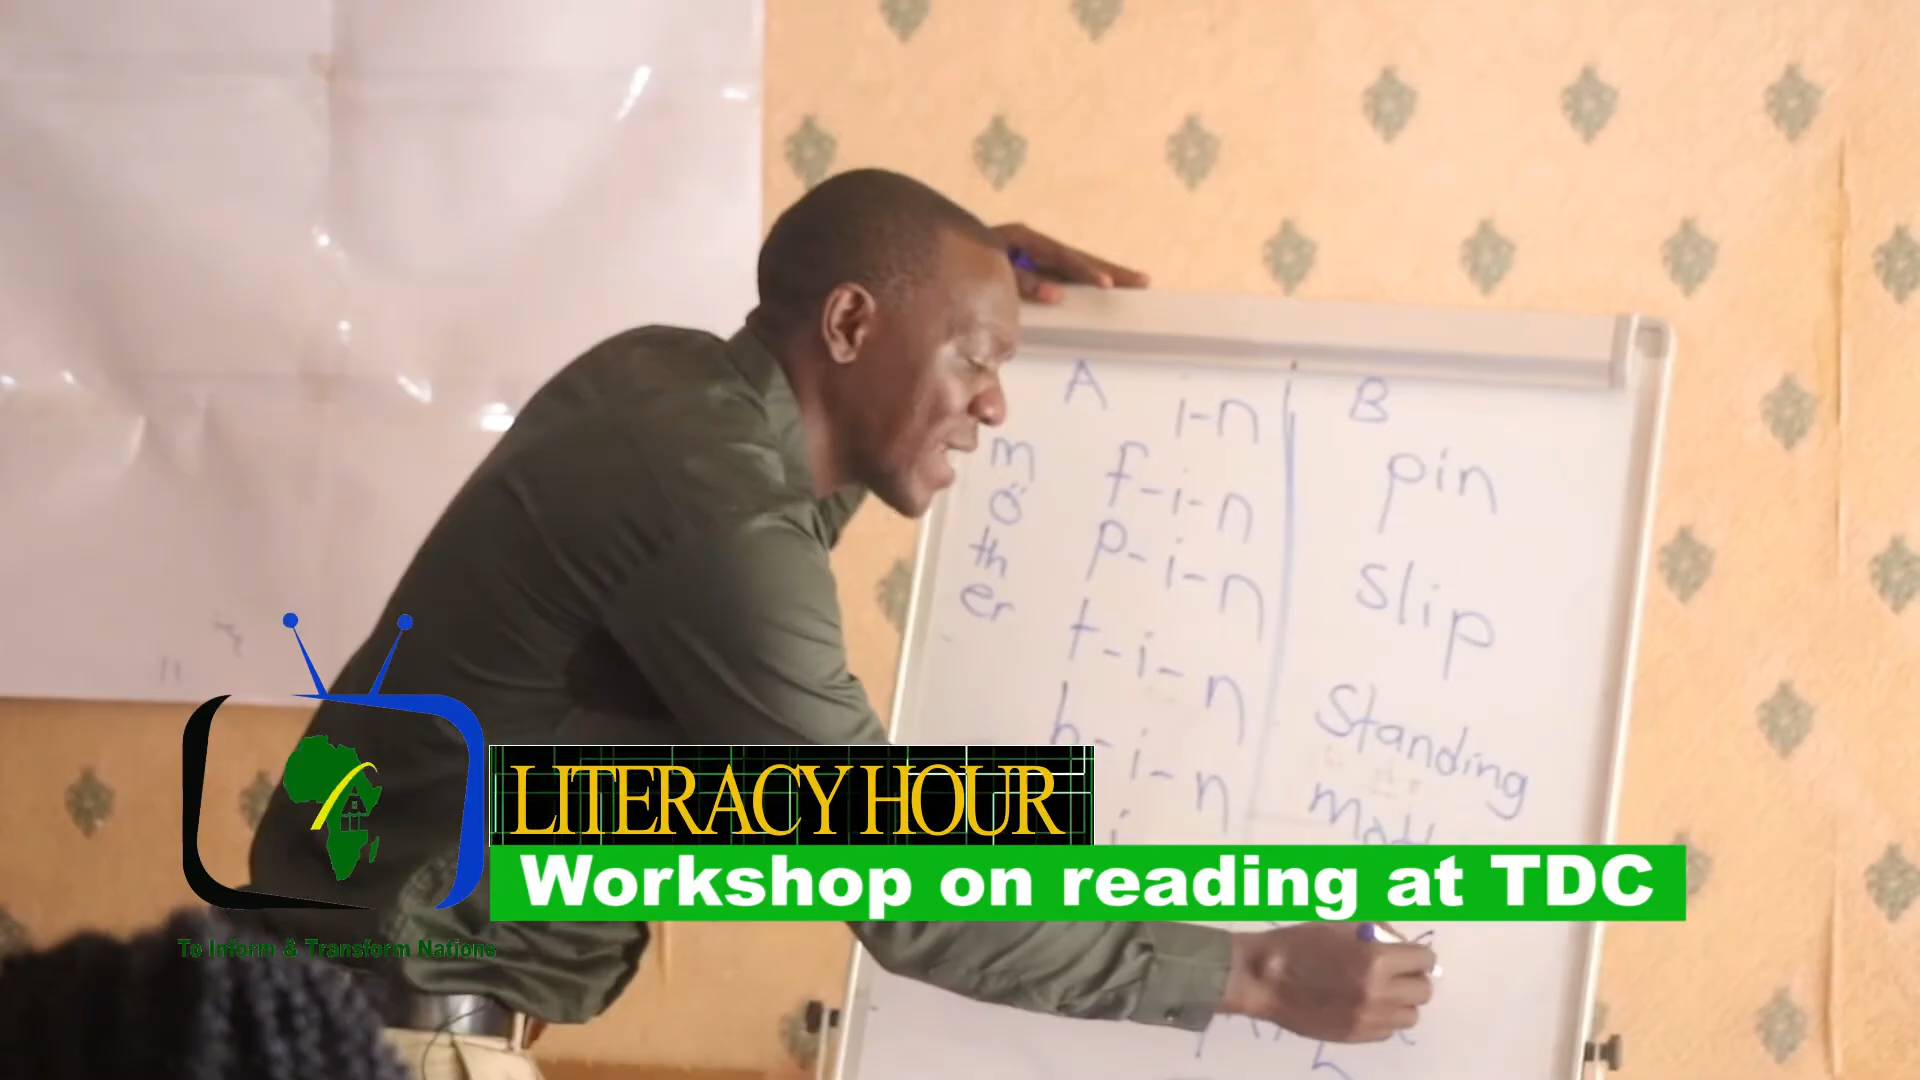 A
B
i-n
pin
m
f-i-n
ö
p-i-n
slip
th
er
t-i-n
Standing
b-i-n
LITERACY HOUR
Workshop on reading at TDC
To Inform & Transform Nations